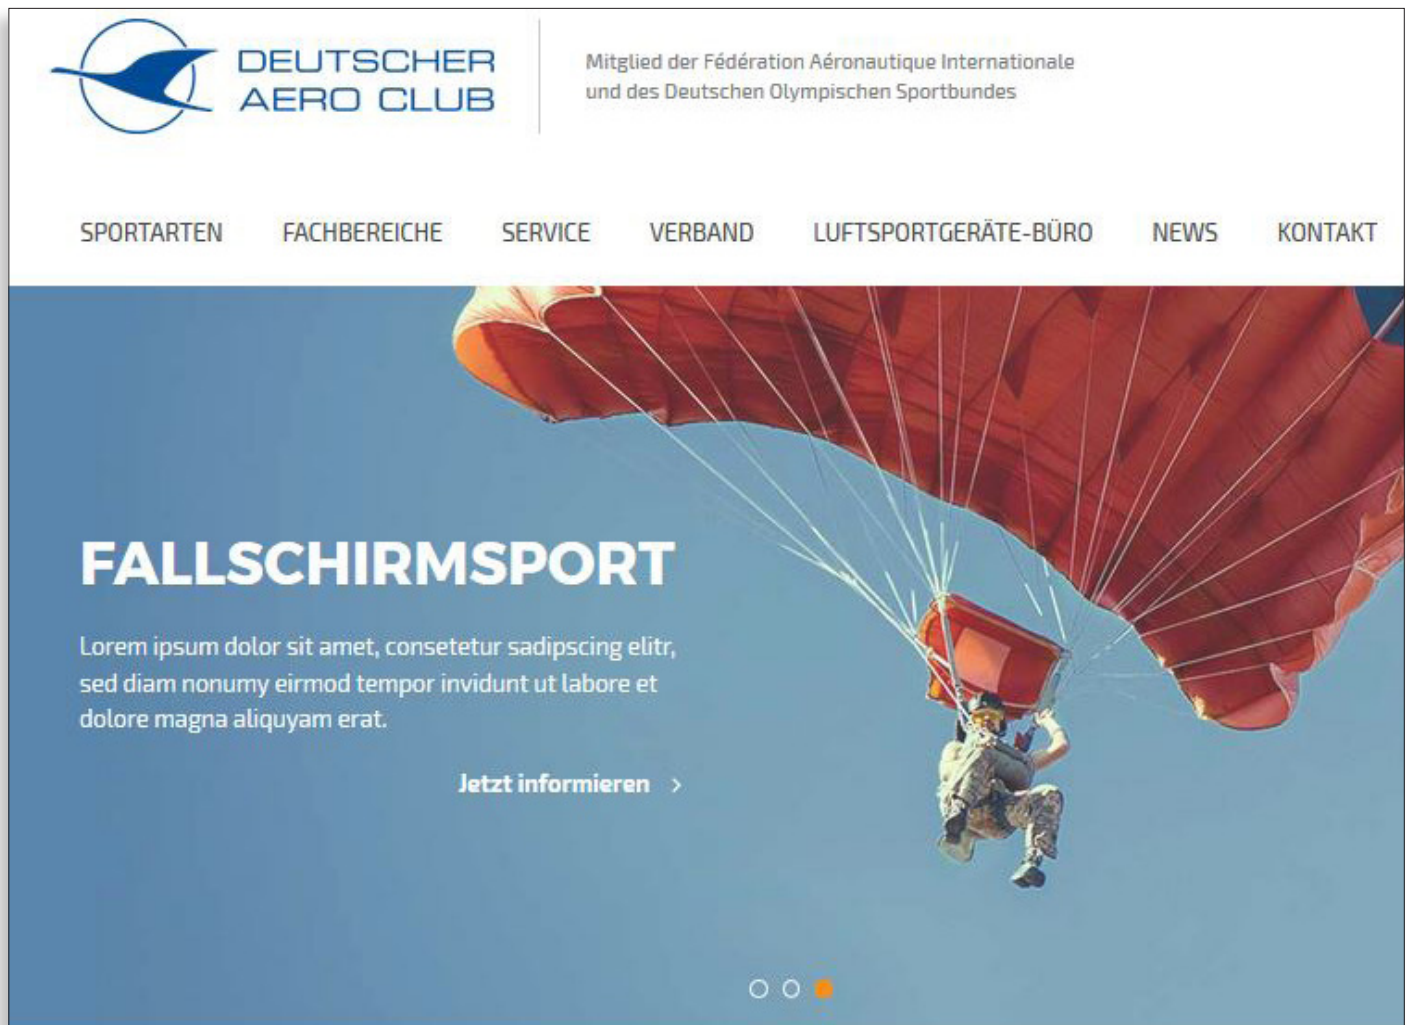 DEUTSCHER
AERO CLUB
Mitglied der Fédération Aéronautique Internationale
und des Deutschen Olympischen Sportbundes
SPORTARTEN FACHBEREICHE SERVICE VERBAND LUFTSPORTGERÄTE-BÜRO NEWS KONTAKT
FALLSCHIRMSPORT
Lorem ipsum dolor sit amet, consetetur sadipscing elitr,
sed diam nonumy eirmod tempor invidunt ut labore et
dolore magna aliquyam erat.
Jetzt informieren >